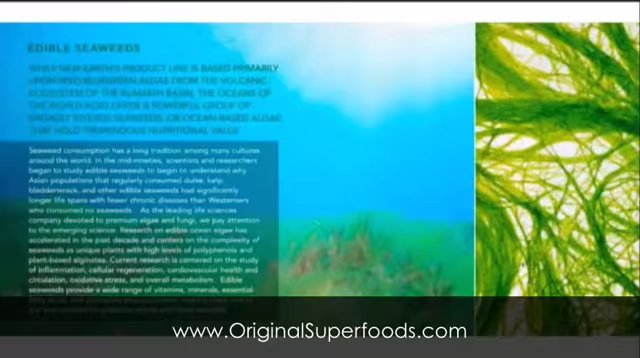 EDIBLE SEAWEEDS
WHILE NEW EARTH'S PRODUCT LINE IS BASED PRIMARILY
UPON WILD BLUEGREEN ALGAE FROM THE VOLCANIC
ECOSYSTEM OF THE KLAMATH BASIN, THE OCEANS OF
THE WORLD ALSO OFFER A POWERFUL GROUP OF
BROADLY STUDIED SEAWEEDS, OR OCEAN-BASED ALGAE
THAT HOLD TREMENDOUS NUTRITIONAL VALUE
Seaweed consumption has a long tradition among many cultures
around the world. In the mid-nineties, scientists and researchers
began to study edible seaweeds to begin to understand why
Asian populations that regularly consumed dulse, kelp,
bladderwrack, and other edible seaweeds had significantly
longer life spans with fewer chronic diseases than Westerners
who consumed no seaweeds. As the leading life sciences
company devoted to premium algae and fungi, we pay attention
to the emerging science. Research on edible ocean algae has
accelerated in the past decade and centers on the complexity of
seaweeds as unique plants with high levels of polyphenols and
plant-based alginates. Current research is centered on the study
of inflammation, cellular regeneration, cardiovascular health and
circulation, oxidative stress, and overall metabolism. Edible
seaweeds provide a wide range of vitamins, minerals, essential
www.OriginalSuperfoods.com